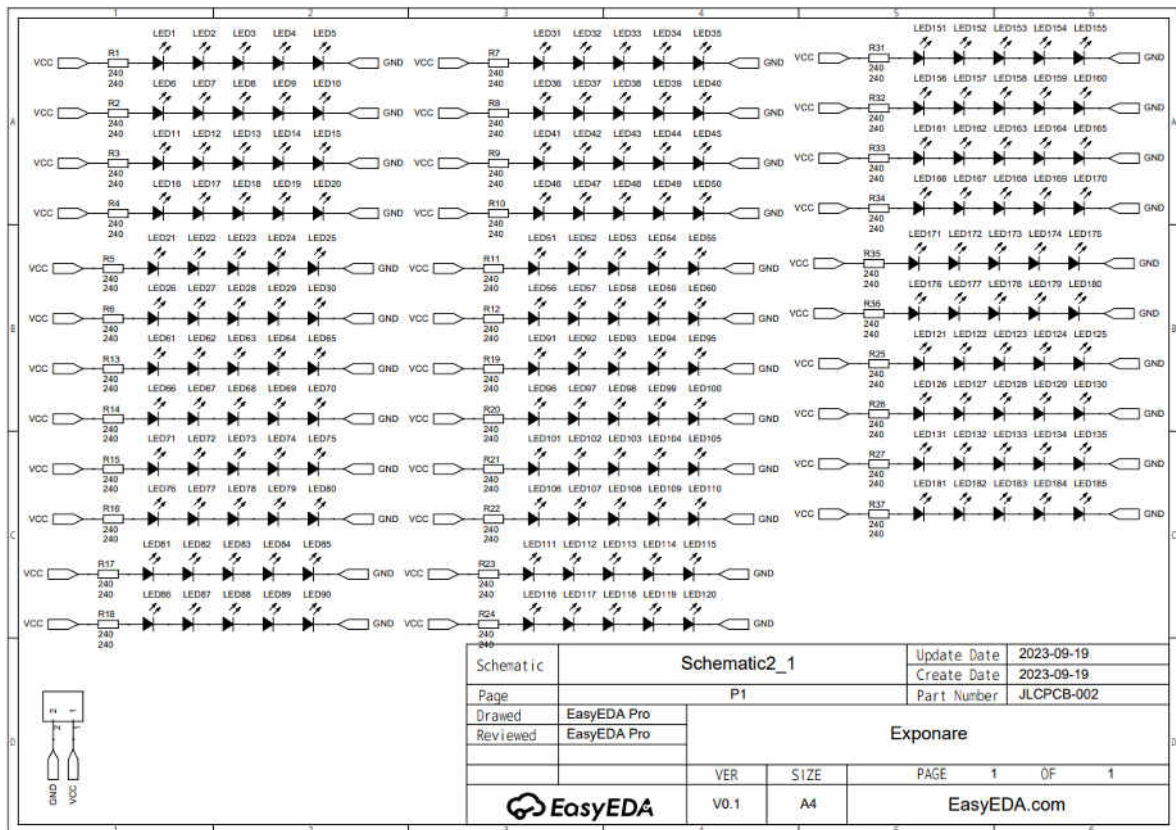 1 2 3 4 5 6
LED1 LED2 LED3 LED4 LED5
VCC R1 GND
240
240
LED6 LED7 LED8 LED9 LED10
VCC R2 GND
240
240
LED11 LED12 LED13 LED14 LED15
VCC R3 GND
240
240
LED16 LED17 LED18 LED19 LED20
VCC R4 GND
240
240
LED21 LED22 LED23 LED24 LED25
VCC R5 GND
240
240
LED26 LED27 LED28 LED29 LED30
VCC R6 GND
240
240
LED61 LED62 LED63 LED64 LED65
VCC R13 GND
240
240
LED66 LED67 LED68 LED69 LED70
VCC R14 GND
240
240
LED71 LED72 LED73 LED74 LED75
VCC R15 GND
240
240
LED76 LED77 LED78 LED79 LED80
VCC R16 GND
240
240
LED81 LED82 LED83 LED84 LED85
VCC R17 GND
240
240
LED86 LED87 LED88 LED89 LED90
VCC R18 GND
240
240
LED31 LED32 LED33 LED34 LED35
VCC R7 GND
240
240
LED36 LED37 LED38 LED39 LED40
VCC R8 GND
240
240
LED41 LED42 LED43 LED44 LED45
VCC R9 GND
240
240
LED46 LED47 LED48 LED49 LED50
VCC R10 GND
240
240
LED51 LED52 LED53 LED54 LED55
VCC R11 GND
240
240
LED56 LED57 LED58 LED59 LED60
VCC R12 GND
240
240
LED91 LED92 LED93 LED94 LED95
VCC R19 GND
240
240
LED96 LED97 LED98 LED99 LED100
VCC R20 GND
240
240
LED101 LED102 LED103 LED104 LED105
VCC R21 GND
240
240
LED106 LED107 LED108 LED109 LED110
VCC R22 GND
240
240
LED111 LED112 LED113 LED114 LED115
VCC R23 GND
240
240
LED116 LED117 LED118 LED119 LED120
VCC R24 GND
240
240
LED151 LED152 LED153 LED154 LED155
VCC R31 GND
240
240
LED156 LED157 LED158 LED159 LED160
VCC R32 GND
240
240
LED161 LED162 LED163 LED164 LED165
VCC R33 GND
240
240
LED166 LED167 LED168 LED169 LED170
VCC R34 GND
240
240
LED171 LED172 LED173 LED174 LED175
VCC R35 GND
240
240
LED176 LED177 LED178 LED179 LED180
VCC R36 GND
240
240
LED121 LED122 LED123 LED124 LED125
VCC R25 GND
240
240
LED126 LED127 LED128 LED129 LED130
VCC R26 GND
240
240
LED131 LED132 LED133 LED134 LED135
VCC R27 GND
240
240
LED181 LED182 LED183 LED184 LED185
VCC R37 GND
240
240
A A
B B
C C
D D
2 1
2 1
GND VCC
Schematic Schematic2_1 Update Date 2023-09-19
Create Date 2023-09-19
Page P1 Part Number JLCPCB-002
Drawed EasyEDA Pro
Reviewed EasyEDA Pro
Exponare
VER SIZE PAGE 1 OF 1
EasyEDA V0.1 A4 EasyEDA.com
1 2 3 4 5 6